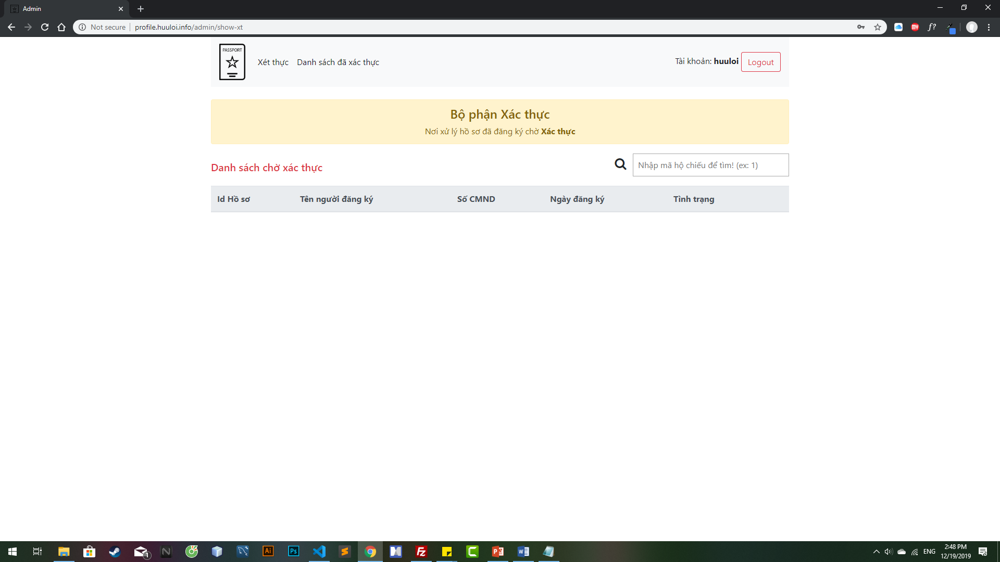 Admin
Not secure profile.huuloi.info/admin/show-xt
PASSPORT
Xét thực Danh sách đã xác thực
Tài khoản: huuloi Logout
Bộ phận Xác thực
Nơi xử lý hồ sơ đã đăng ký chờ Xác thực
Danh sách chờ xác thực
Nhập mã hộ chiếu để tìm! (ex: 1)
Id Hồ sơ Tên người đăng ký Số CMND Ngày đăng ký Tình trạng
ENG
2:48 PM
12/19/2019